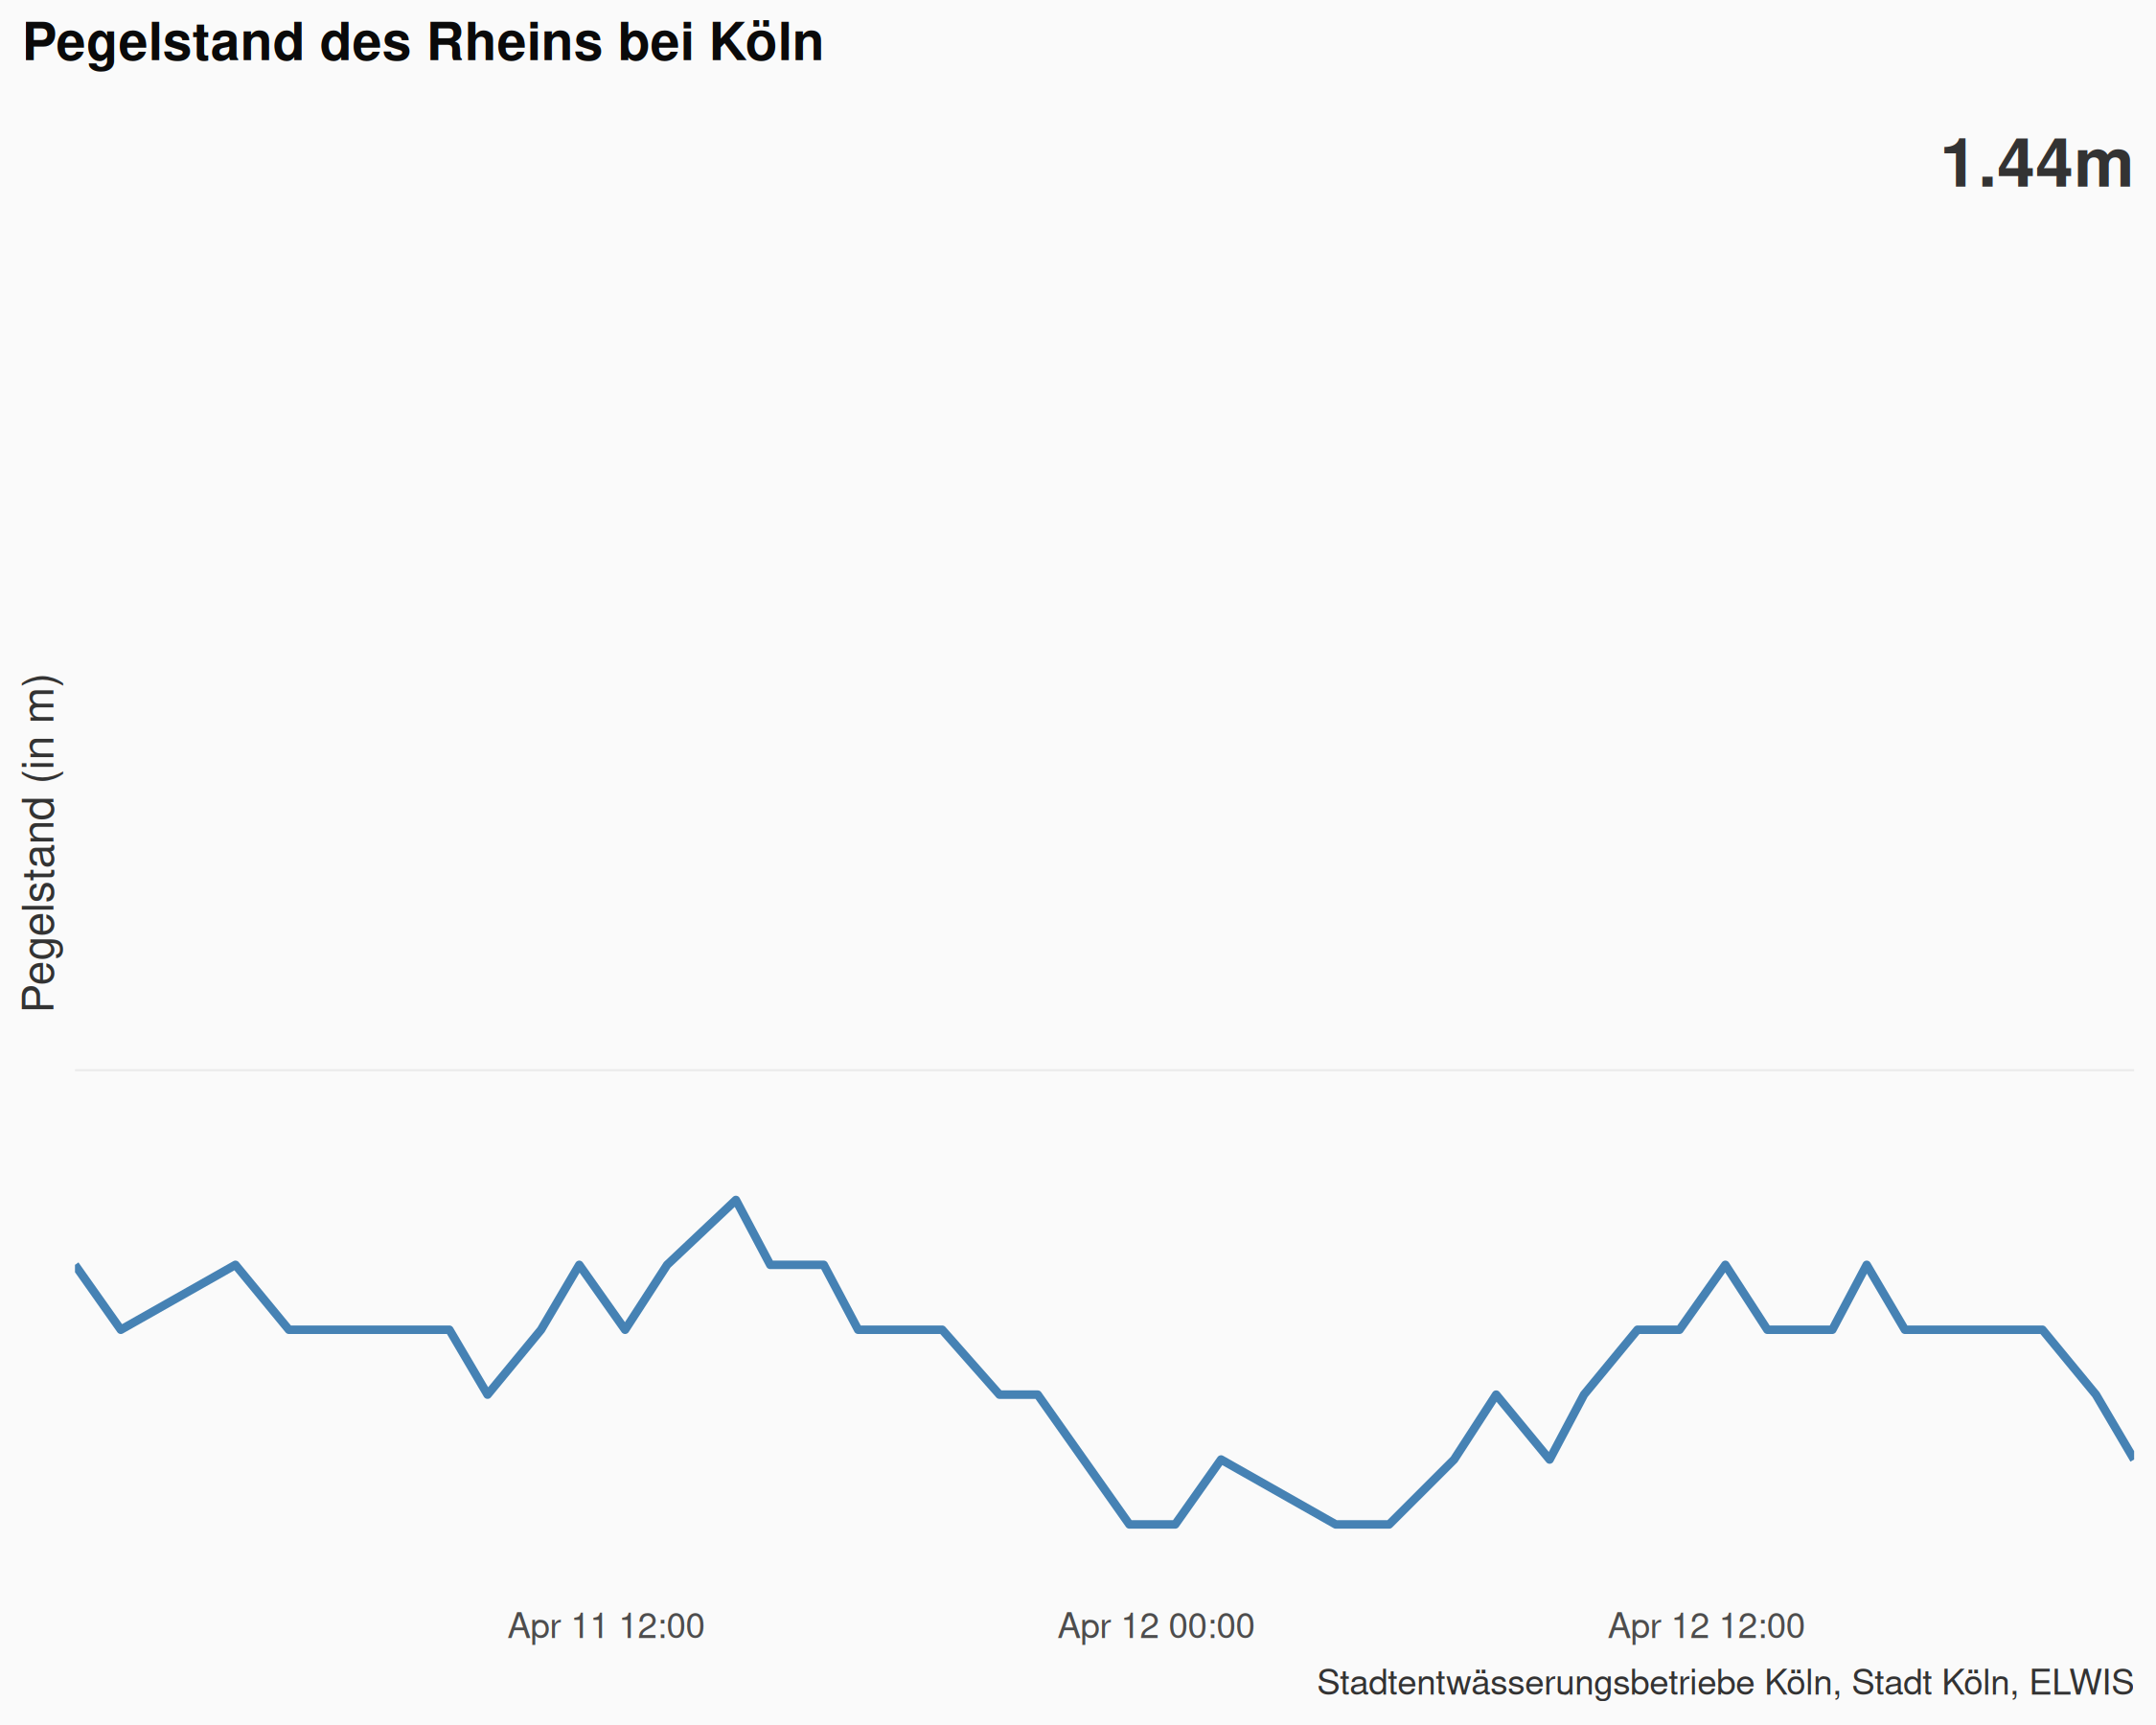 Pegelstand des Rheins bei Köln
1.44m
Pegelstand (in m)
Apr 11 12:00
Apr 12 00:00
Apr 12 12:00
Stadtentwässerungsbetriebe Köln, Stadt Köln, ELWIS